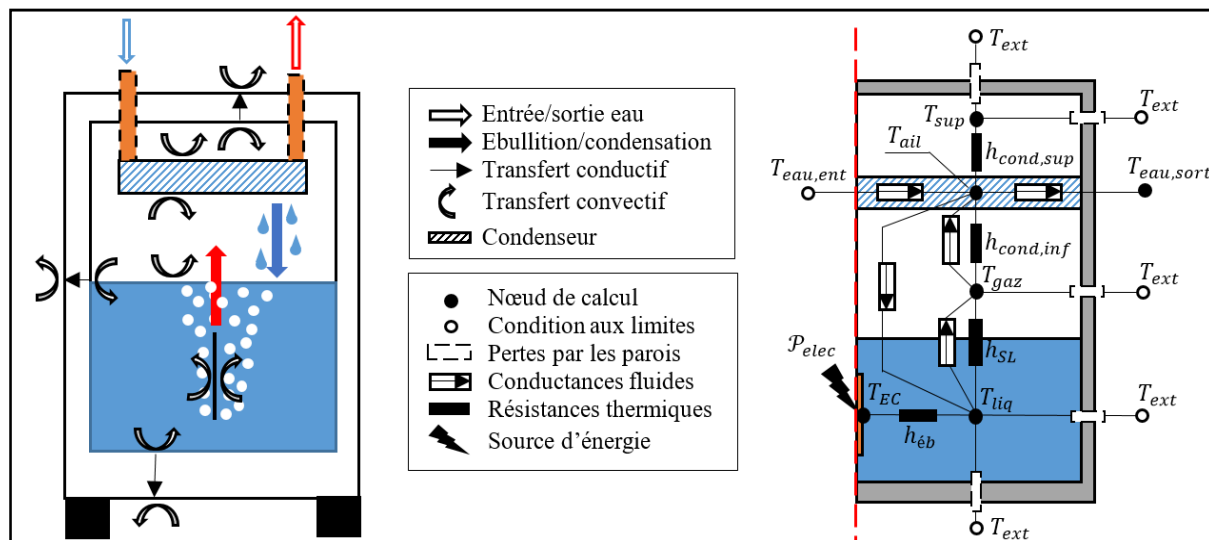 Entrée/sortie eau
Ebullition/condensation
Transfert conductif
Transfert convectif
Condenseur
Nœud de calcul
Condition aux limites
Pertes par les parois
Conductances fluides
Résistances thermiques
Source d'énergie
T_ext
T_sup
T_ext
T_ail
h_cond,sup
T_eau,ent
T_eau,sort
h_cond,inf
T_gaz
T_ext
𝒫_elec
h_SL
T_EC
T_liq
T_ext
h_éb
T_ext